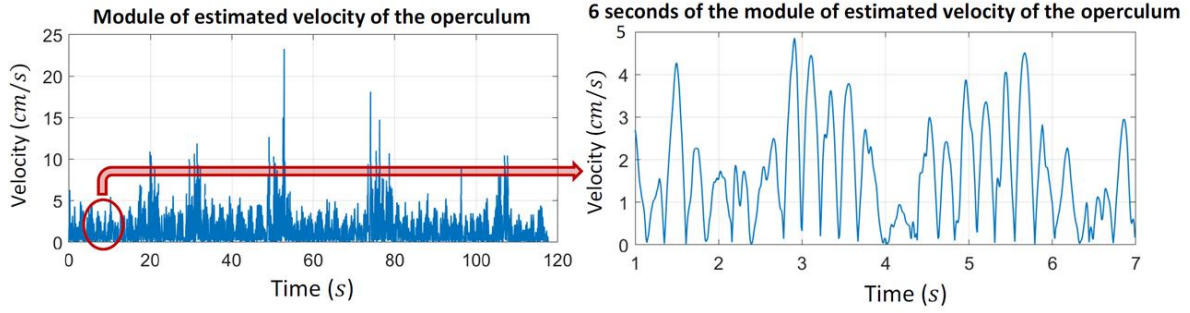 Module of estimated velocity of the operculum
25
20
15
10
5
0
Velocity (cm/s)
0 20 40 60 80 100 120
Time (s)
6 seconds of the module of estimated velocity of the operculum
5
4
3
2
1
0
Velocity (cm/s)
1 2 3 4 5 6 7
Time (s)